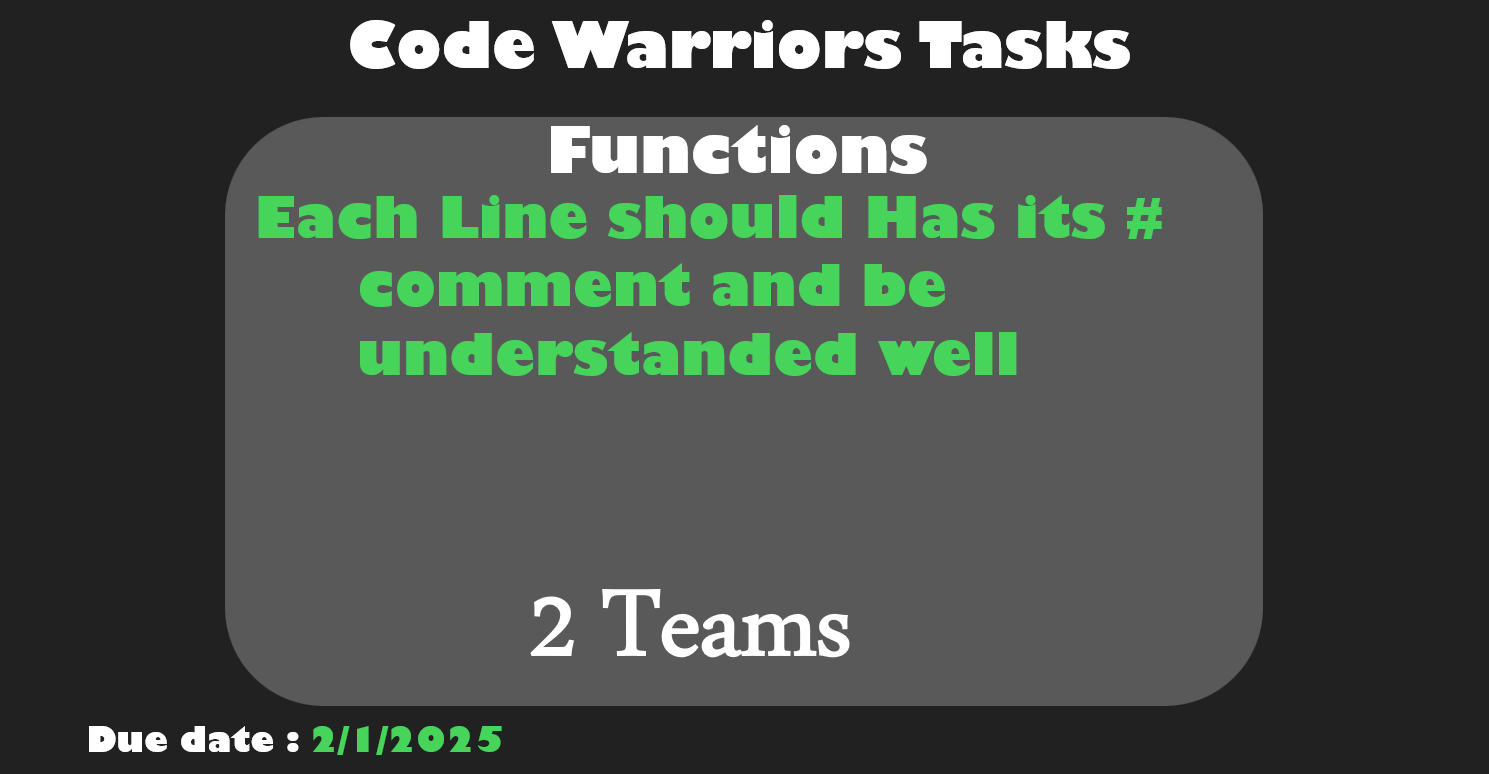 Code Warriors Tasks
Functions
Each Line should Has its #
comment and be
understanded well
2 Teams
Due date : 2/1/2025